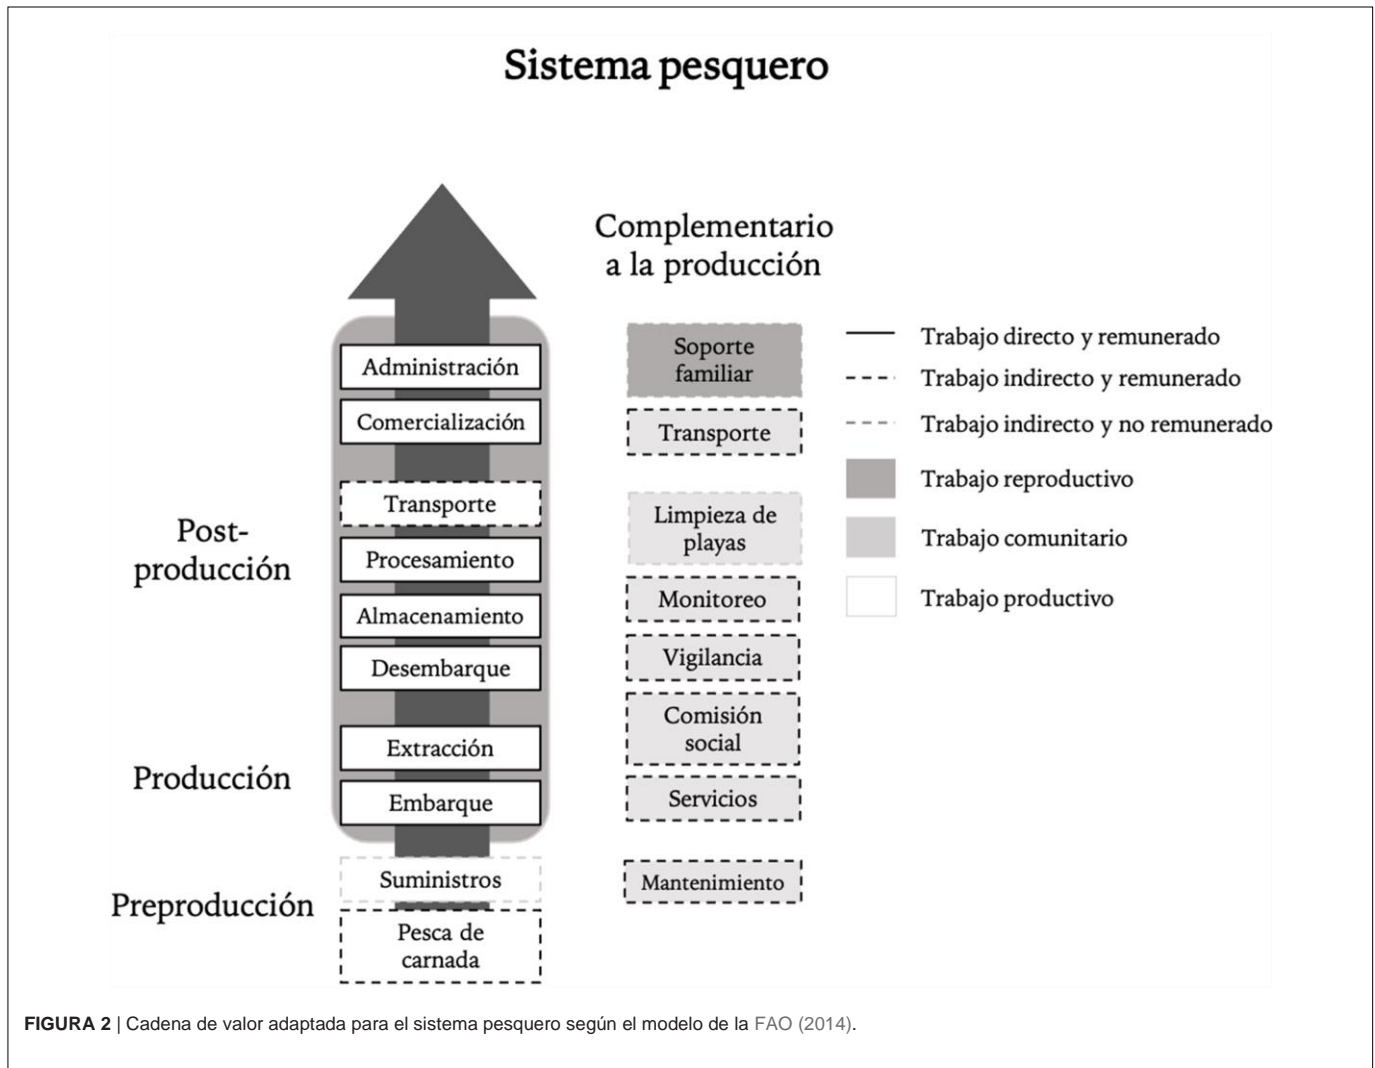 Sistema pesquero
Complementario
a la producción
Administración
Comercialización
Transporte
Procesamiento
Almacenamiento
Desembarque
Extracción
Embarque
Suministros
Pesca de
carnada
Post-
producción
Producción
Preproducción
Soporte
familiar
Transporte
Limpieza de
playas
Monitoreo
Vigilancia
Comisión
social
Servicios
Mantenimiento
Trabajo directo y remunerado
Trabajo indirecto y remunerado
Trabajo indirecto y no remunerado
Trabajo reproductivo
Trabajo comunitario
Trabajo productivo
FIGURA 2 | Cadena de valor adaptada para el sistema pesquero según el modelo de la FAO (2014).